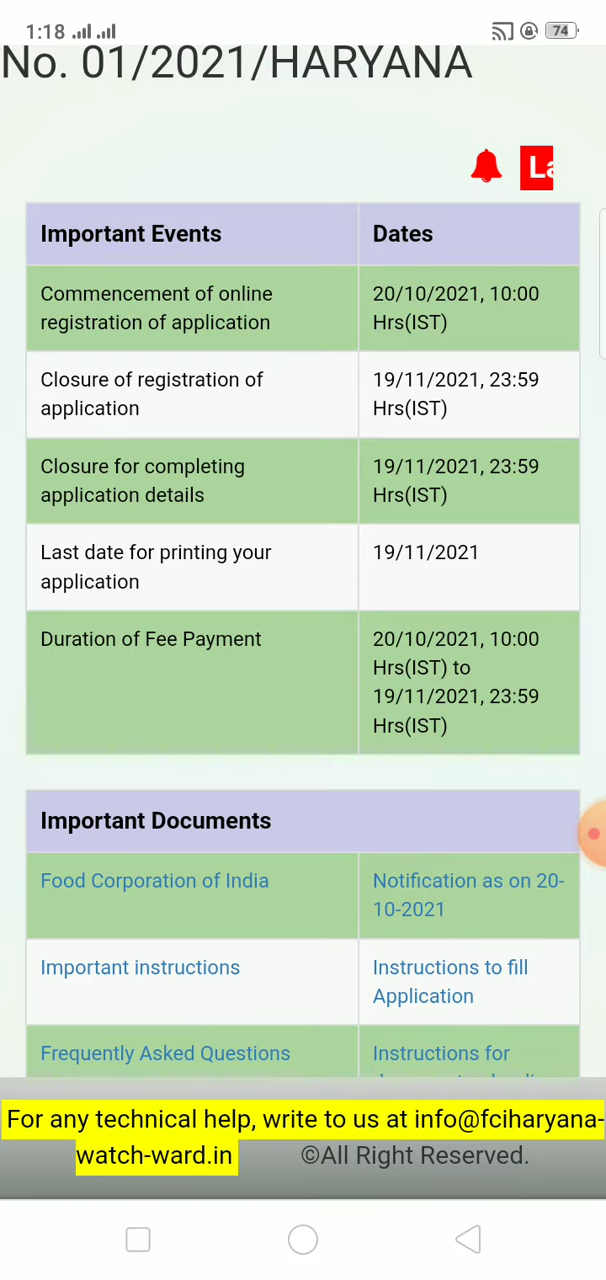 1:18
74
No. 01/2021/HARYANA
Important Events
Dates
Commencement of online
registration of application
20/10/2021, 10:00
Hrs(IST)
Closure of registration of
application
19/11/2021, 23:59
Hrs(IST)
Closure for completing
application details
19/11/2021, 23:59
Hrs(IST)
Last date for printing your
application
19/11/2021
Duration of Fee Payment
20/10/2021, 10:00
Hrs(IST) to
19/11/2021, 23:59
Hrs(IST)
Important Documents
Food Corporation of India
Notification as on 20-
10-2021
Important instructions
Instructions to fill
Application
Frequently Asked Questions
Instructions for
For any technical help, write to us at info@fciharyana-
watch-ward.in ©All Right Reserved.